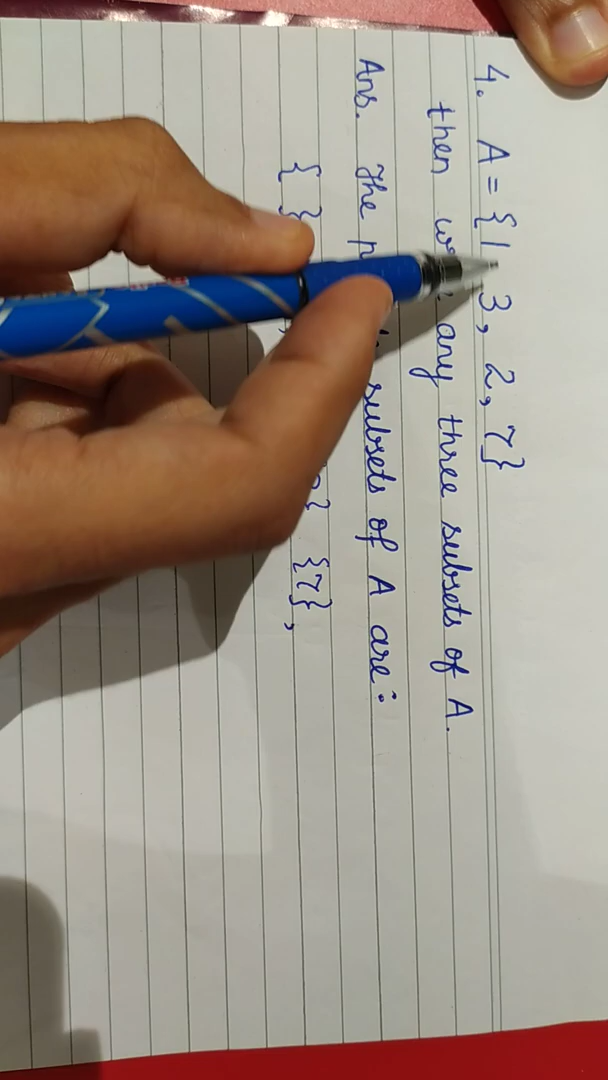 4. A = {1, 3, 2, 7}
then any three subsets of A.
Ans. The subsets of A are:
{ } {7},